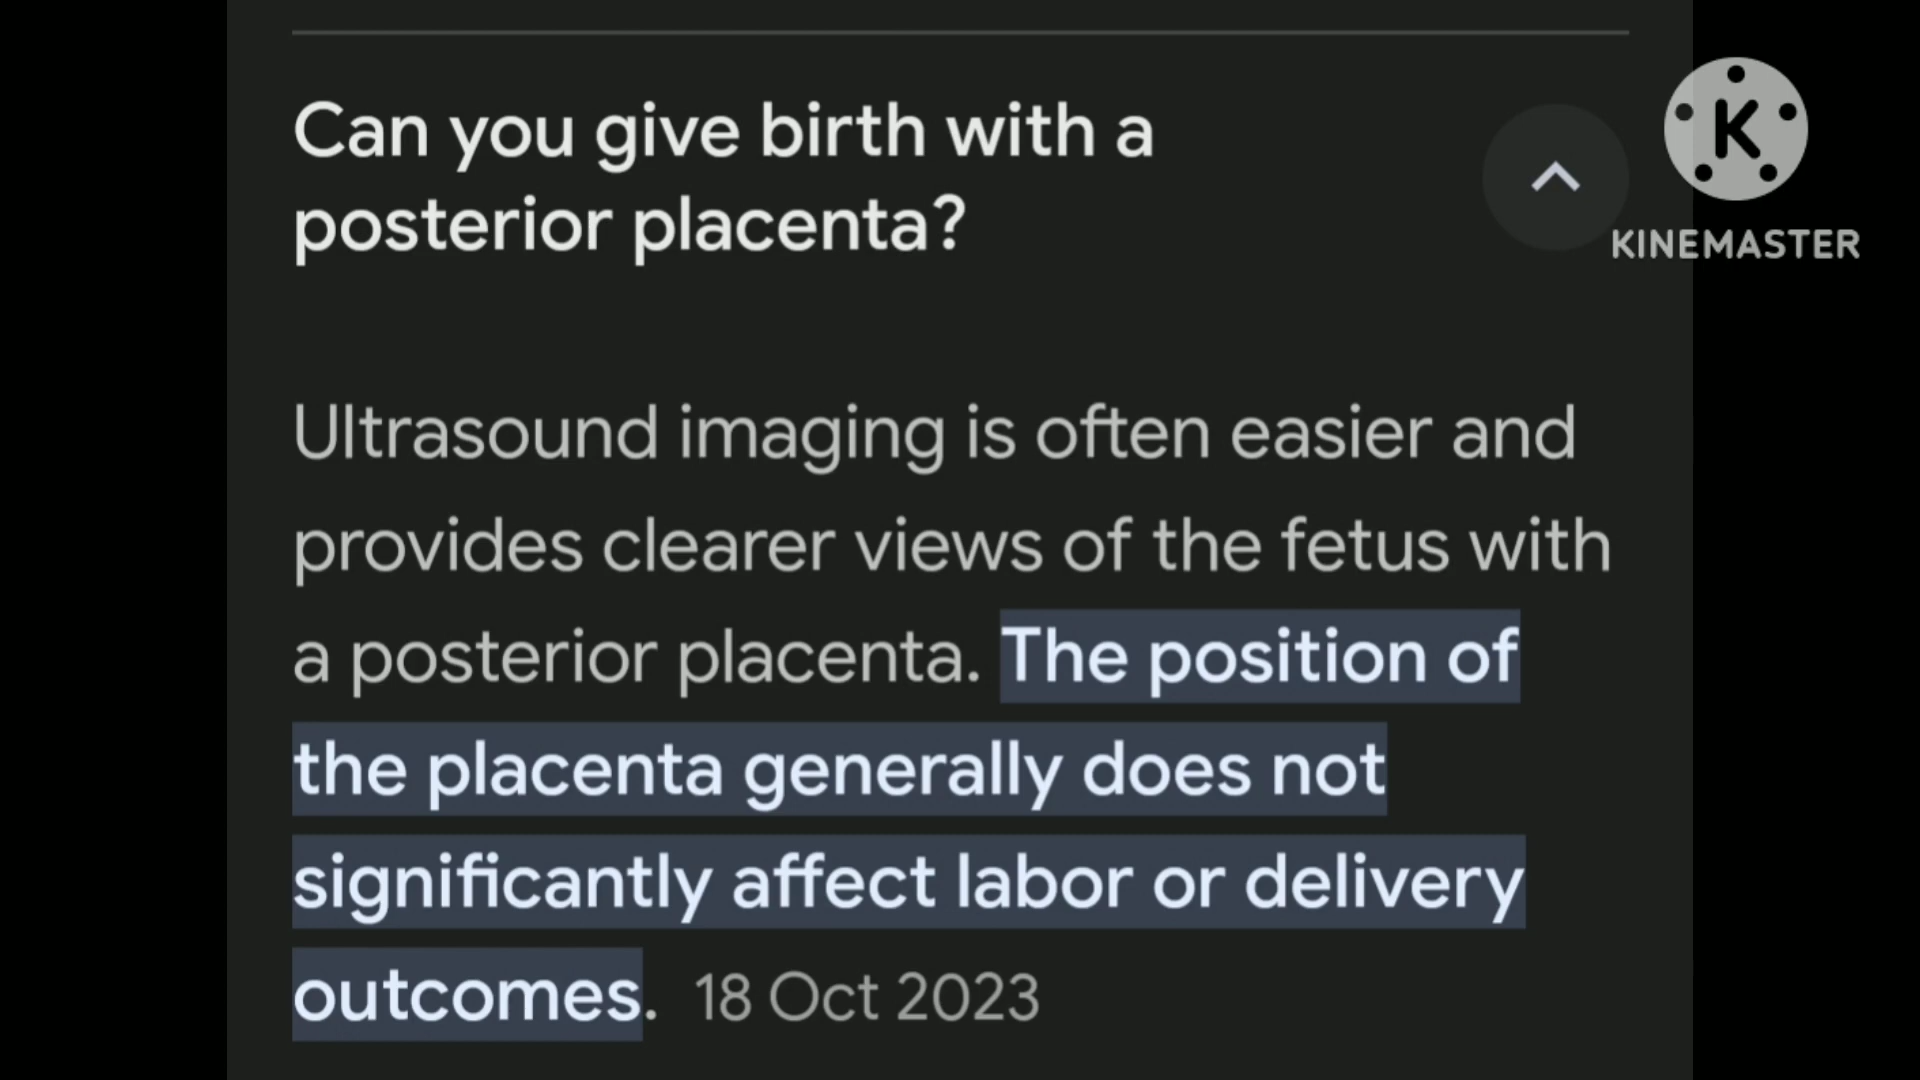 Can you give birth with a
posterior placenta?
K
KINEMASTER
Ultrasound imaging is often easier and
provides clearer views of the fetus with
a posterior placenta. The position of
the placenta generally does not
significantly affect labor or delivery
outcomes. 18 Oct 2023